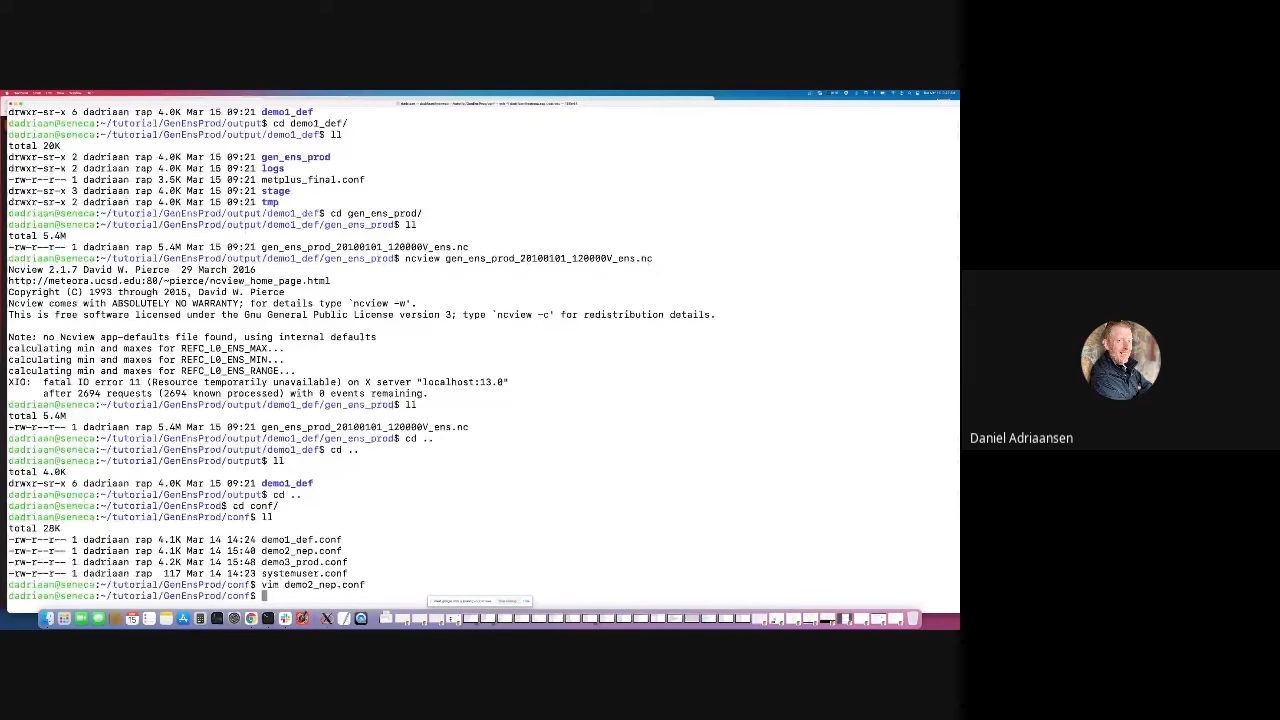 drwxr-sr-x 6 dadriaan rap 4.0K Mar 15 09:21 demo1_def
dadriaan@seneca:~/tutorial/GenEnsProd/output$ cd demo1_def/
dadriaan@seneca:~/tutorial/GenEnsProd/output/demo1_def$ ll
total 20K
drwxr-sr-x 2 dadriaan rap 4.0K Mar 15 09:21 gen_ens_prod
drwxr-sr-x 2 dadriaan rap 4.0K Mar 15 09:21 logs
-rw-r--r-- 1 dadriaan rap 3.5K Mar 15 09:21 metplus_final.conf
drwxr-sr-x 3 dadriaan rap 4.0K Mar 15 09:21 stage
drwxr-sr-x 2 dadriaan rap 4.0K Mar 15 09:21 tmp
dadriaan@seneca:~/tutorial/GenEnsProd/output/demo1_def$ cd gen_ens_prod/
dadriaan@seneca:~/tutorial/GenEnsProd/output/demo1_def/gen_ens_prod$ ll
total 5.4M
-rw-r--r-- 1 dadriaan rap 5.4M Mar 15 09:21 gen_ens_prod_20100101_120000V_ens.nc
dadriaan@seneca:~/tutorial/GenEnsProd/output/demo1_def/gen_ens_prod$ ncview gen_ens_prod_20100101_120000V_ens.nc
Ncview 2.1.7 David W. Pierce  29 March 2016
http://meteora.ucsd.edu:80/~pierce/ncview_home_page.html
Copyright (C) 1993 through 2015, David W. Pierce
Ncview comes with ABSOLUTELY NO WARRANTY; for details type `ncview -w'.
This is free software licensed under the Gnu General Public License version 3; type `ncview -c' for redistribution details.
Note: no Ncview app-defaults file found, using internal defaults
calculating min and maxes for REFC_L0_ENS_MAX...
calculating min and maxes for REFC_L0_ENS_MIN...
calculating min and maxes for REFC_L0_ENS_RANGE...
XIO:  fatal IO error 11 (Resource temporarily unavailable) on X server "localhost:13.0"
      after 2694 requests (2694 known processed) with 0 events remaining.
dadriaan@seneca:~/tutorial/GenEnsProd/output/demo1_def/gen_ens_prod$ ll
total 5.4M
-rw-r--r-- 1 dadriaan rap 5.4M Mar 15 09:21 gen_ens_prod_20100101_120000V_ens.nc
dadriaan@seneca:~/tutorial/GenEnsProd/output/demo1_def/gen_ens_prod$ cd ..
dadriaan@seneca:~/tutorial/GenEnsProd/output/demo1_def$ cd ..
dadriaan@seneca:~/tutorial/GenEnsProd/output$ ll
total 4.0K
drwxr-sr-x 6 dadriaan rap 4.0K Mar 15 09:21 demo1_def
dadriaan@seneca:~/tutorial/GenEnsProd/output$ cd ..
dadriaan@seneca:~/tutorial/GenEnsProd$ cd conf/
dadriaan@seneca:~/tutorial/GenEnsProd/conf$ ll
total 28K
-rw-r--r-- 1 dadriaan rap 4.1K Mar 14 14:24 demo1_def.conf
-rw-r--r-- 1 dadriaan rap 4.1K Mar 14 15:40 demo2_nep.conf
-rw-r--r-- 1 dadriaan rap 4.2K Mar 14 15:48 demo3_prod.conf
-rw-r--r-- 1 dadriaan rap  117 Mar 14 14:23 systemuser.conf
dadriaan@seneca:~/tutorial/GenEnsProd/conf$ vim demo2_nep.conf
dadriaan@seneca:~/tutorial/GenEnsProd/conf$
Daniel Adriaansen